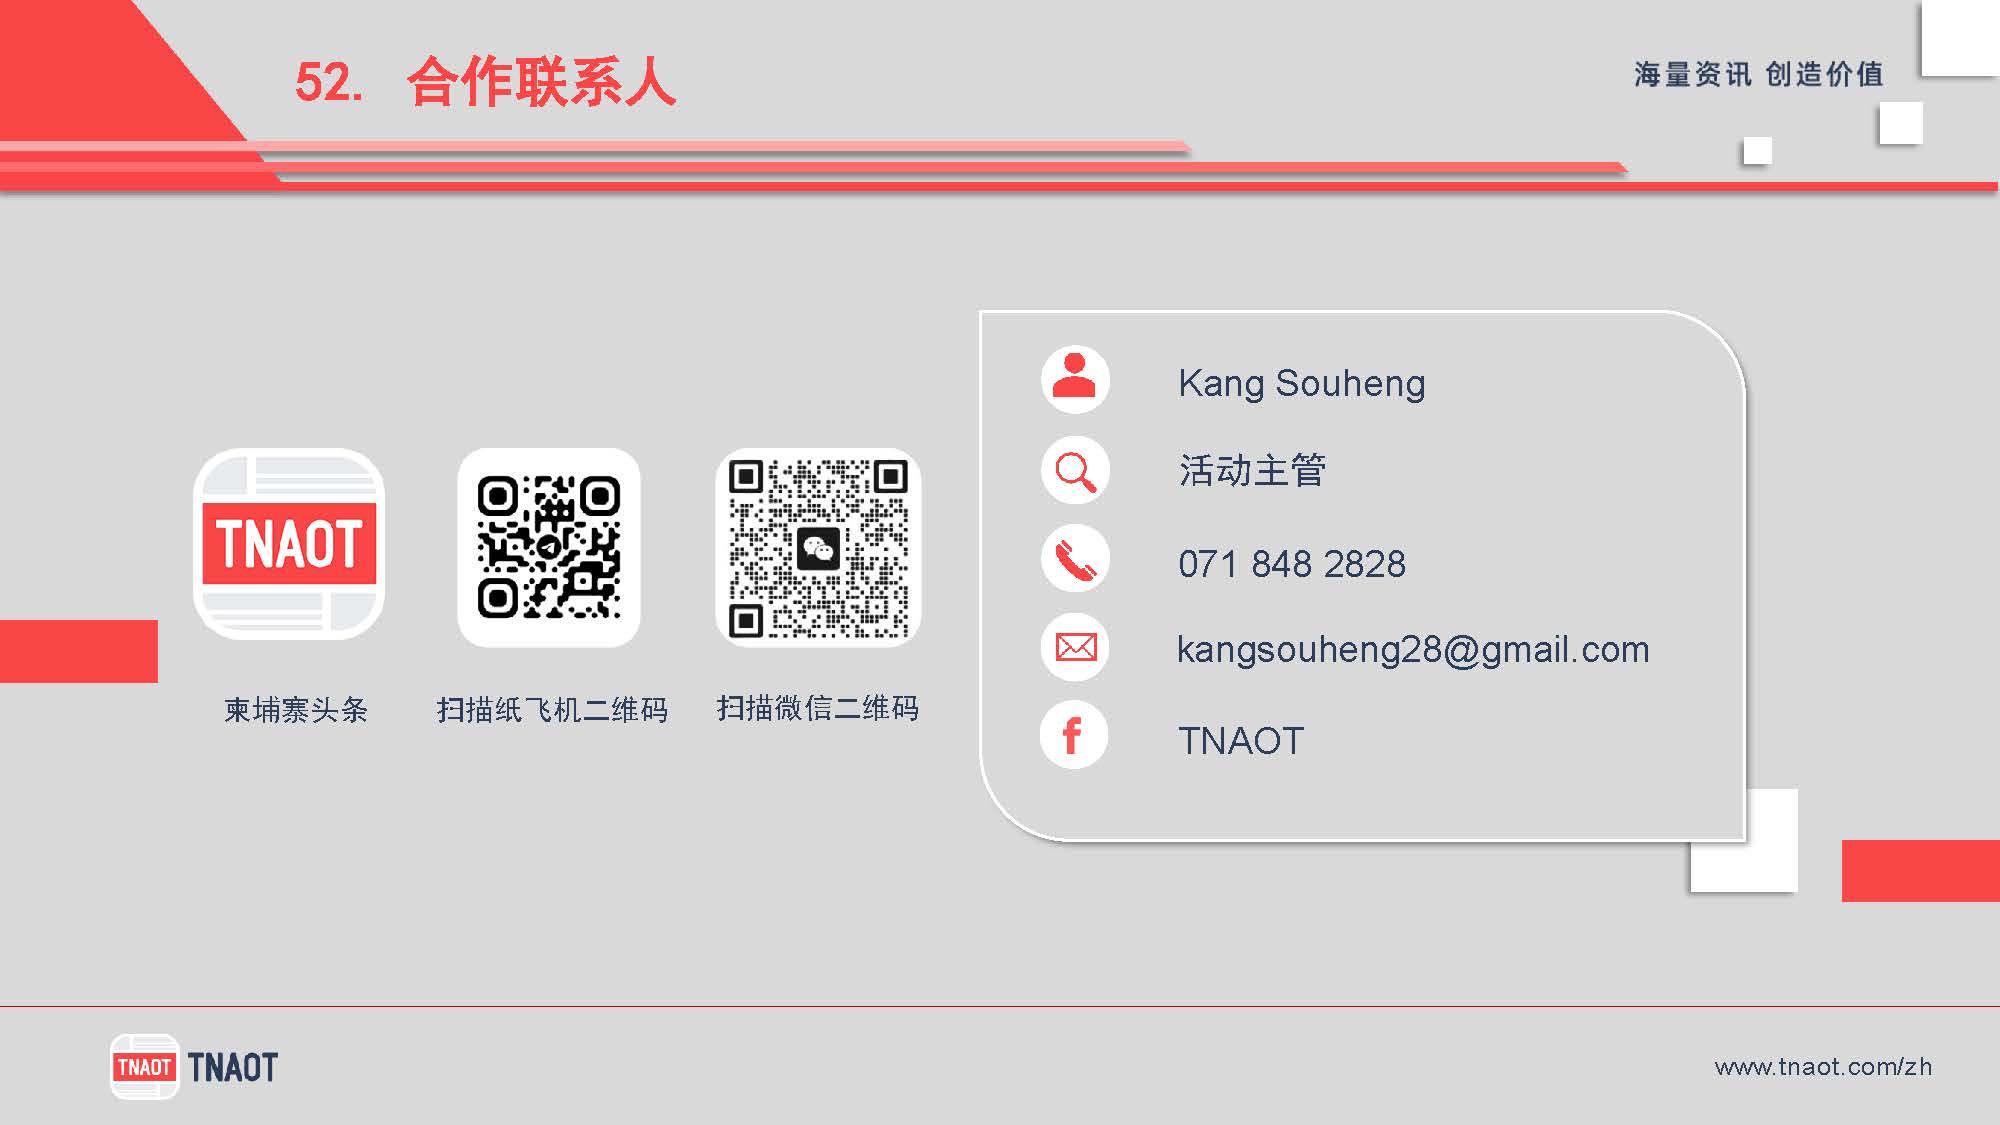 52. 合作联系人
海量资讯 创造价值
Kang Souheng
活动主管
071 848 2828
kangsouheng28@gmail.com
TNAOT
TNAOT
柬埔寨头条
扫描纸飞机二维码
扫描微信二维码
TNAOT
TNAOT
www.tnaot.com/zh